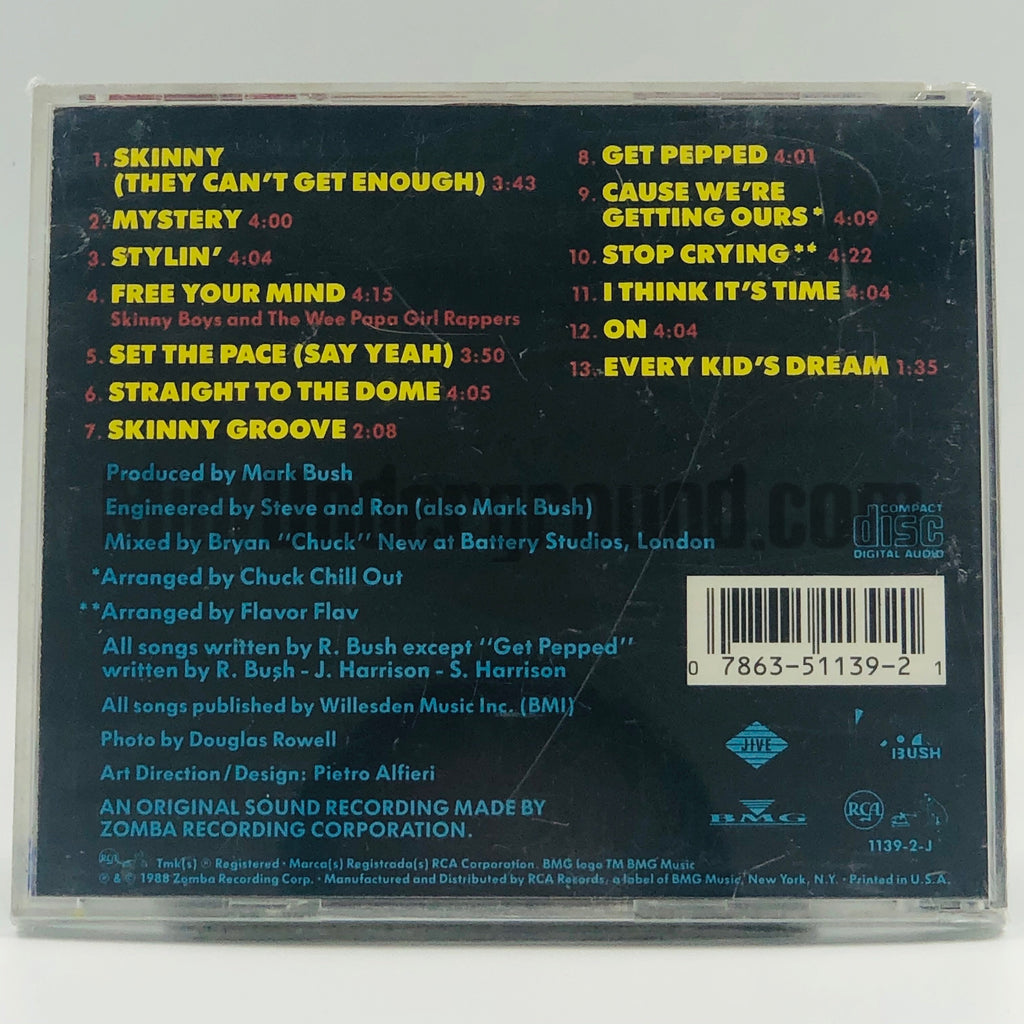 1. SKINNY
(THEY CAN'T GET ENOUGH) 3:43
2. MYSTERY 4:00
3. STYLIN' 4:04
4. FREE YOUR MIND 4:15
Skinny Boys and The Wee Papa Girl Rappers
5. SET THE PACE (SAY YEAH) 3:50
6. STRAIGHT TO THE DOME 4:05
7. SKINNY GROOVE 2:08
8. GET PEPPED 4:01
9. CAUSE WE'RE
GETTING OURS* 4:09
10. STOP CRYING** 4:22
11. I THINK IT'S TIME 4:04
12. ON 4:04
13. EVERY KID'S DREAM 1:35
Produced by Mark Bush
Engineered by Steve and Ron (also Mark Bush)
Mixed by Bryan "Chuck" New at Battery Studios, London
*Arranged by Chuck Chill Out
**Arranged by Flavor Flav
All songs written by R. Bush except "Get Pepped"
written by R. Bush - J. Harrison - S. Harrison
All songs published by Willesden Music Inc. (BMI)
Photo by Douglas Rowell
Art Direction/Design: Pietro Alfieri
AN ORIGINAL SOUND RECORDING MADE BY
ZOMBA RECORDING CORPORATION.
RCA Tmk(s) ® Registered · Marca(s) Registrada(s) RCA Corporation. BMG logo TM BMG Music
℗ & © 1988 Zomba Recording Corp. · Manufactured and Distributed by RCA Records, a label of BMG Music, New York, N.Y. · Printed in U.S.A.
COMPACT
disc
DIGITAL AUDIO
0 7863-51139-2 1
JIVE
BUSH
BMG
RCA
1139-2-J